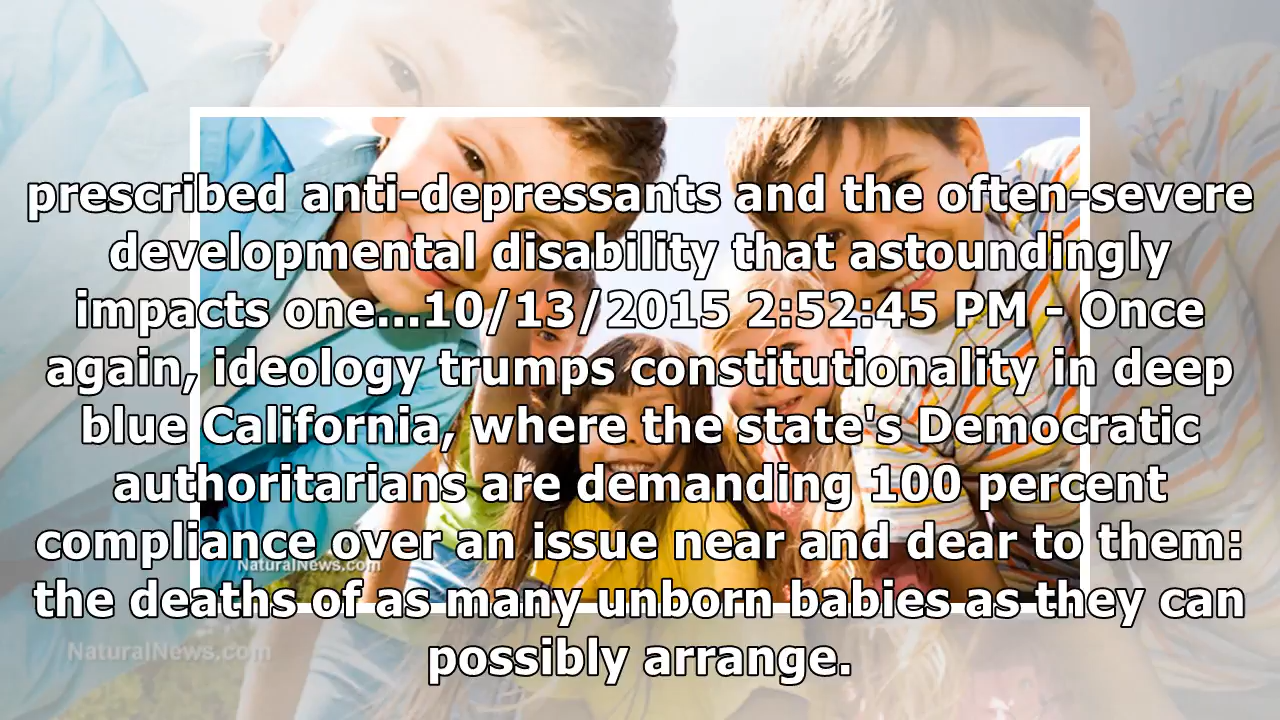 prescribed anti-depressants and the often-severe
developmental disability that astoundingly
impacts one...10/13/2015 2:52:45 PM - Once
again, ideology trumps constitutionality in deep
blue California, where the state's Democratic
authoritarians are demanding 100 percent
compliance over an issue near and dear to them:
NaturalNews.com
the deaths of as many unborn babies as they can
NaturalNews.com
possibly arrange.